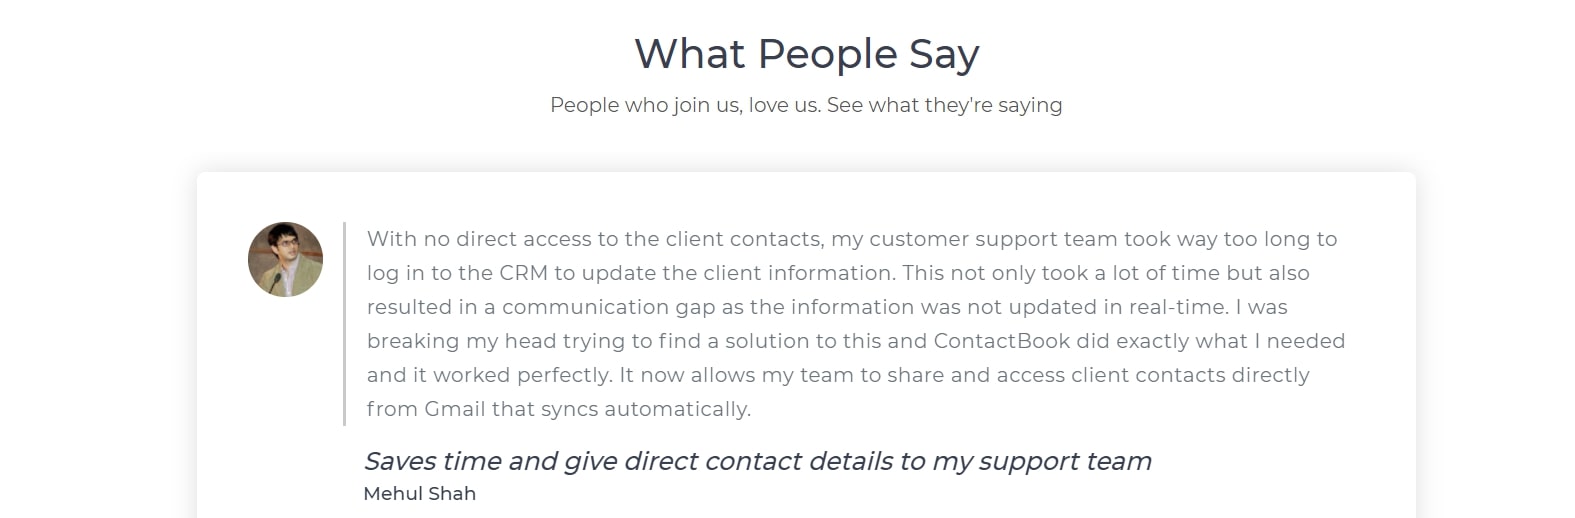 What People Say
People who join us, love us. See what they're saying
With no direct access to the client contacts, my customer support team took way too long to
log in to the CRM to update the client information. This not only took a lot of time but also
resulted in a communication gap as the information was not updated in real-time. I was
breaking my head trying to find a solution to this and ContactBook did exactly what I needed
and it worked perfectly. It now allows my team to share and access client contacts directly
from Gmail that syncs automatically.
Saves time and give direct contact details to my support team
Mehul Shah